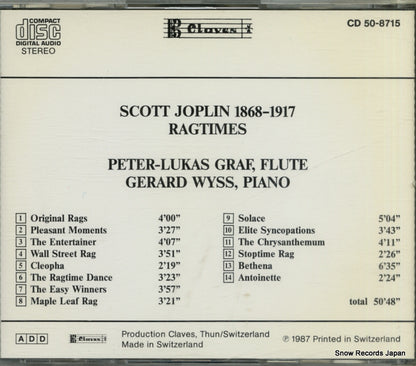 COMPACT
disc
DIGITAL AUDIO
STEREO
Claves
CD 50-8715
SCOTT JOPLIN 1868-1917
RAGTIMES
PETER-LUKAS GRAF, FLUTE
GERARD WYSS, PIANO
1 Original Rags 4'00"
2 Pleasant Moments 3'27"
3 The Entertainer 4'07"
4 Wall Street Rag 3'51"
5 Cleopha 2'19"
6 The Ragtime Dance 3'23"
7 The Easy Winners 3'57"
8 Maple Leaf Rag 3'21"
9 Solace 5'04"
10 Elite Syncopations 3'43"
11 The Chrysanthemum 4'11"
12 Stoptime Rag 2'26"
13 Bethena 6'35"
14 Antoinette 2'24"
total 50'48"
ADD
Claves
Production Claves, Thun/Switzerland
Made in Switzerland
℗ 1987 Printed in Switzerland
Snow Records Japan